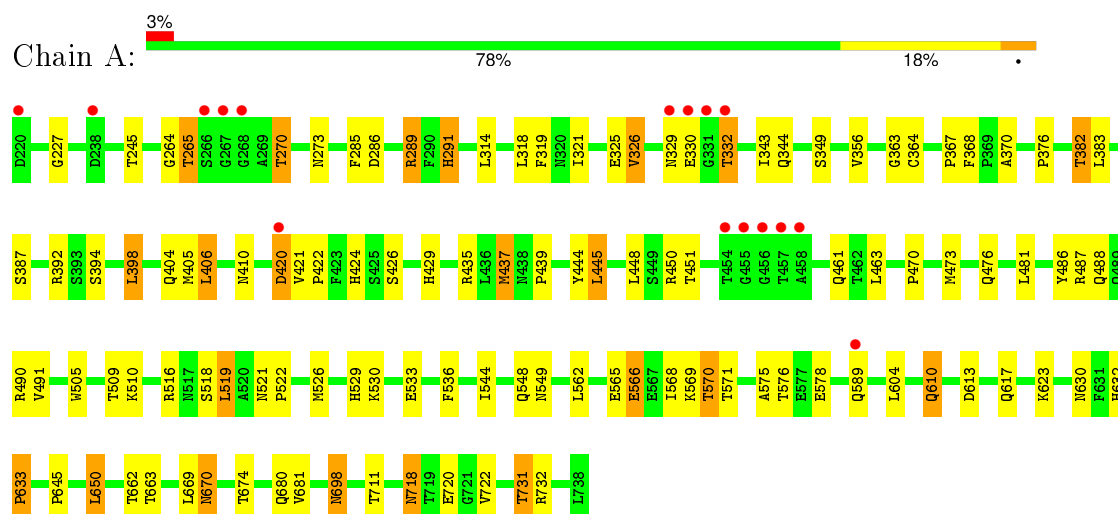 3%
Chain A:
78% 18% •
D220 G227 D238 T245 G264 T265 S266 G267 G268 A269 T270 N273 F285 D286 R289 F290 H291 L314 L318 F319 N320 I321 E325 V326 N329 E330 G331 T332 I343 Q344 S349 V356 G363 C364 P367 F368 P369 A370 P376 T382 L383
S387 R392 S393 S394 L398 Q404 M405 L406 N410 D420 V421 P422 F423 H424 S425 S426 H429 R435 L436 M437 N438 P439 Y444 L445 L448 S449 R450 T451 T454 G455 G456 T457 A458 Q461 T462 L463 P470 M473 Q476 L481 Y486 R487 Q488 Q489
R490 V491 W505 T509 K510 R516 N517 S518 L519 A520 N521 P522 M526 H529 K530 E533 F536 I544 Q548 N549 L562 E565 E566 E567 I568 K569 T570 T571 A575 T576 E577 E578 Q589 L604 Q610 D613 Q617 K623 N630 F631 H632
P633 P645 L650 T662 T663 L669 N670 T674 Q680 V681 N698 T711 N718 T719 E720 G721 V722 T731 R732 L738